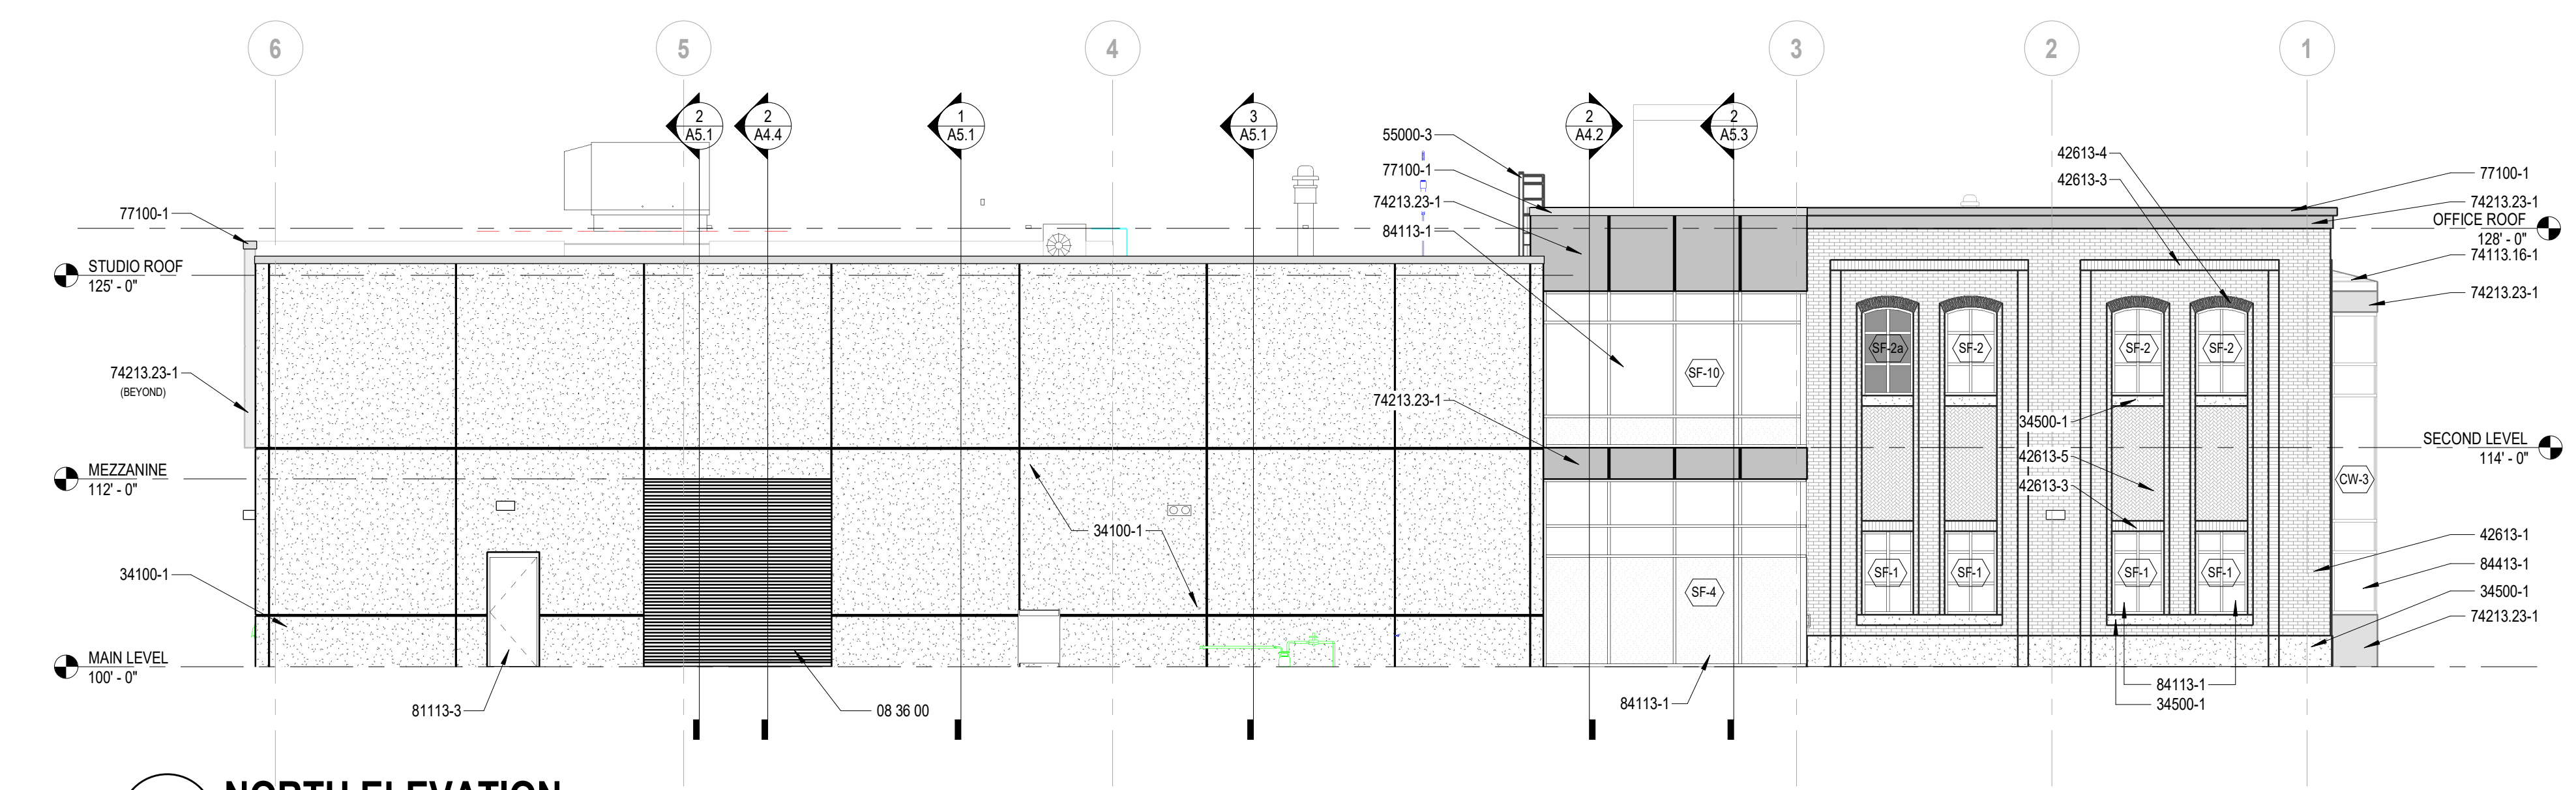 6
5
4
3
2
1
2
A5.1
2
A4.4
1
A5.1
3
A5.1
2
A4.2
2
A5.3
55000-3
77100-1
74213.23-1
84113-1
42613-4
42613-3
77100-1
74213.23-1
OFFICE ROOF
128' - 0"
74113.16-1
74213.23-1
77100-1
STUDIO ROOF
125' - 0"
74213.23-1
(BEYOND)
SF-10
SF-2a
SF-2
SF-2
SF-2
74213.23-1
34500-1
SECOND LEVEL
114' - 0"
42613-5
42613-3
CW-3
MEZZANINE
112' - 0"
34100-1
34100-1
42613-1
84413-1
34500-1
74213.23-1
SF-4
SF-1
SF-1
SF-1
SF-1
MAIN LEVEL
100' - 0"
81113-3
08 36 00
84113-1
84113-1
34500-1
NORTH ELEVATION